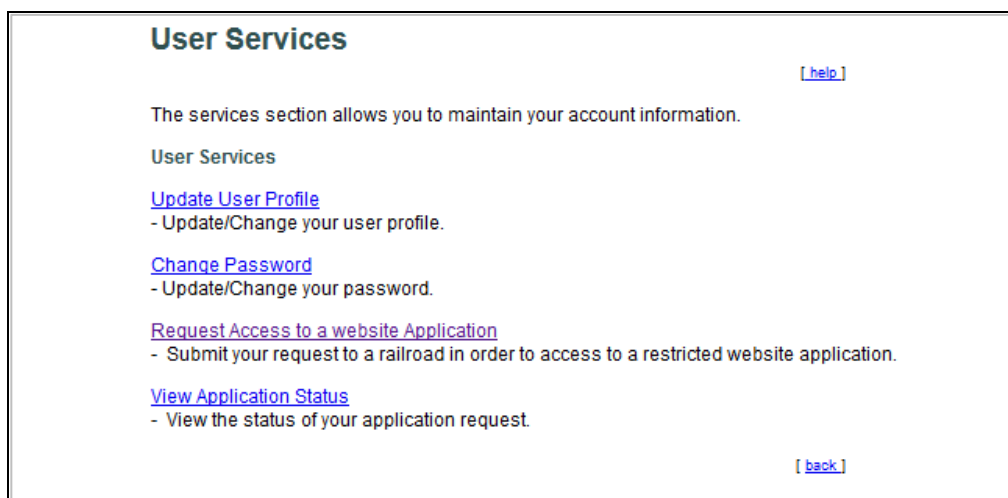 User Services
[ help ]
The services section allows you to maintain your account information.
User Services
Update User Profile
- Update/Change your user profile.
Change Password
- Update/Change your password.
Request Access to a website Application
- Submit your request to a railroad in order to access to a restricted website application.
View Application Status
- View the status of your application request.
[ back ]